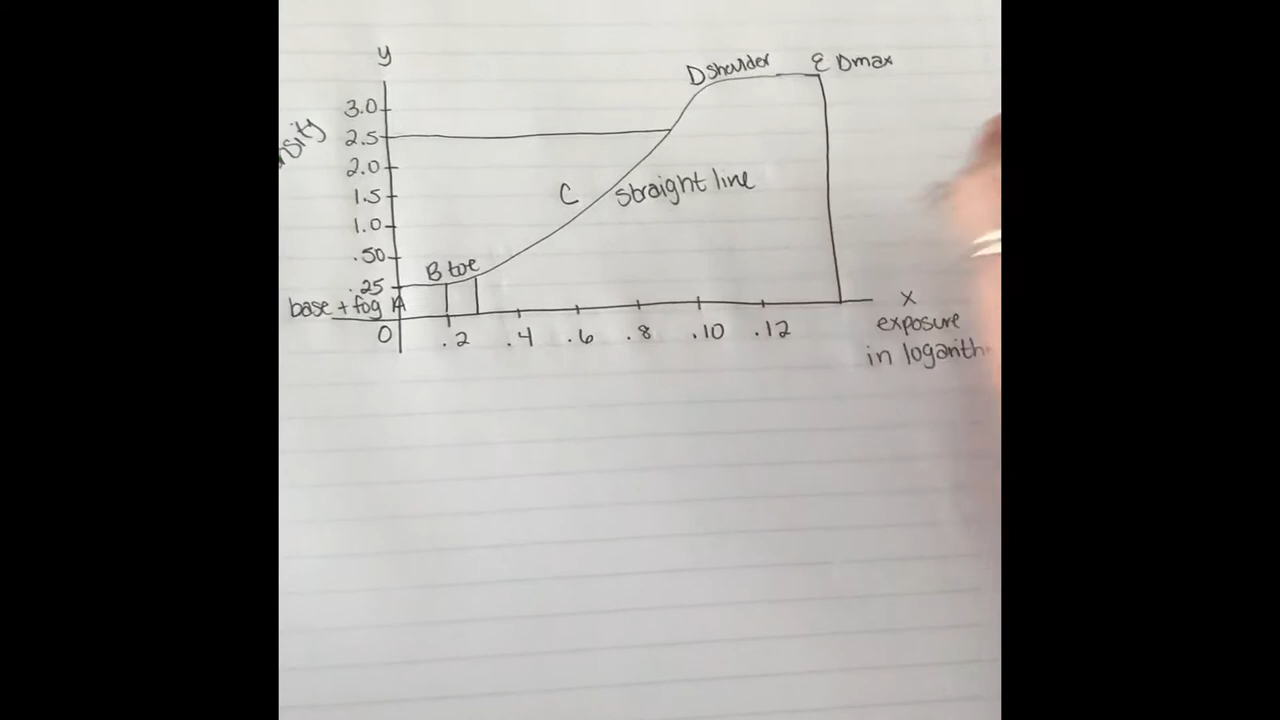 y
D shoulder
E Dmax
3.0
2.5
2.0
C straight line
1.5
1.0
.50
B toe
.25
base + fog A
0 .2 .4 .6 .8 .10 .12
x
exposure